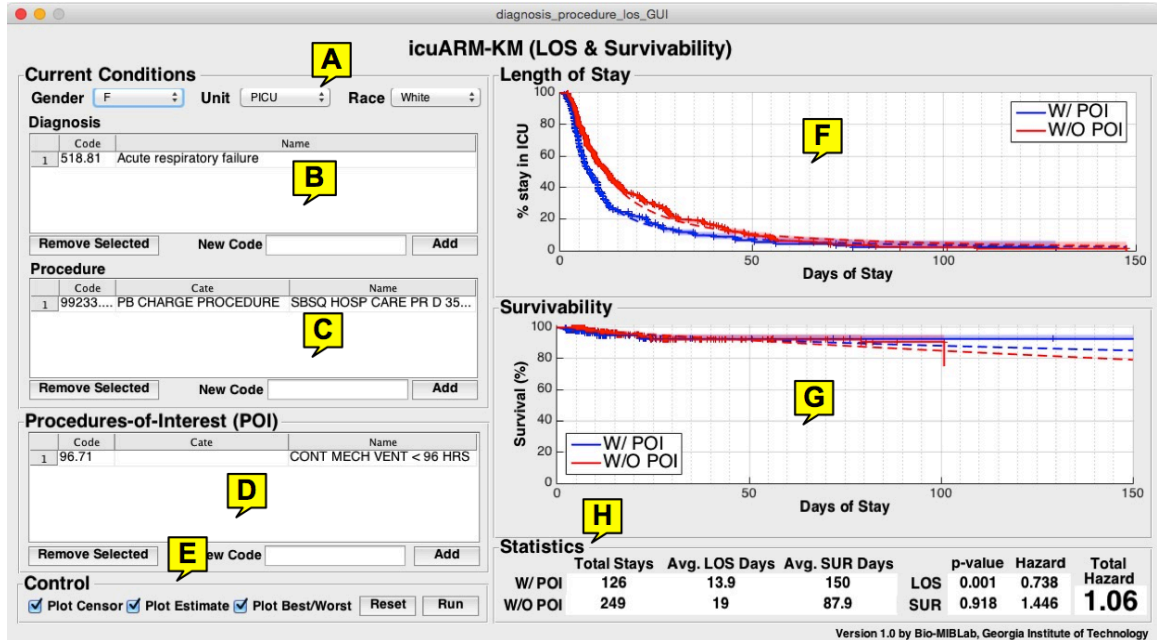 diagnosis_procedure_los_GUI
icuARM-KM (LOS & Survivability)
A
Current Conditions
Gender F Unit PICU Race White
Diagnosis
Code Name
1 518.81 Acute respiratory failure
B
Remove Selected New Code Add
Procedure
Code Cate Name
1 99233.... PB CHARGE PROCEDURE SBSQ HOSP CARE PR D 35...
C
Remove Selected New Code Add
Procedures-of-Interest (POI)
Code Cate Name
1 96.71 CONT MECH VENT < 96 HRS
D
E
Remove Selected ew Code Add
Control
Plot Censor Plot Estimate Plot Best/Worst Reset Run
Length of Stay
100
80
60
40
20
0
% stay in ICU
W/ POI
W/O POI
F
0 50 100 150
Days of Stay
Survivability
100
80
60
40
20
0
Survival (%)
G
W/ POI
W/O POI
0 50 100 150
Days of Stay
H
Statistics
Total Stays Avg. LOS Days Avg. SUR Days p-value Hazard Total Hazard
W/ POI 126 13.9 150 LOS 0.001 0.738
W/O POI 249 19 87.9 SUR 0.918 1.446 1.06
Version 1.0 by Bio-MIBLab, Georgia Institute of Technology